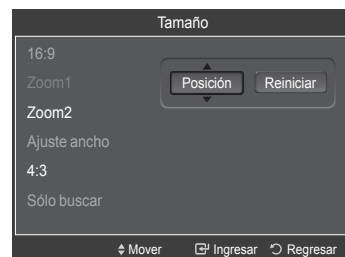 Tamaño
16:9
Zoom1
Posición
Reiniciar
Zoom2
Ajuste ancho
4:3
Sólo buscar
Mover
Ingresar
Regresar